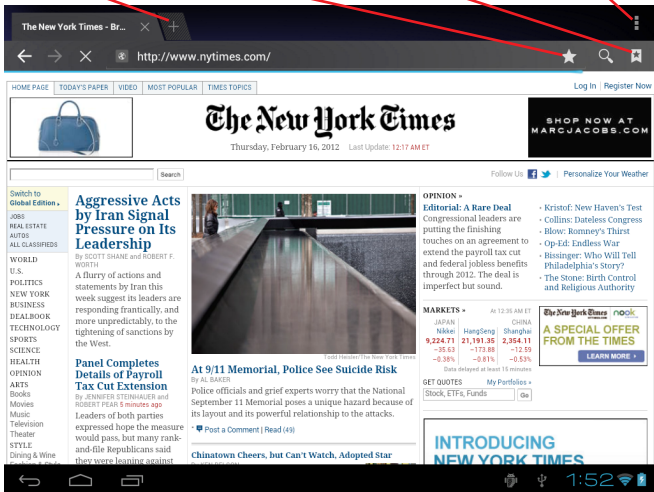 The New York Times - Br...
http://www.nytimes.com/
HOME PAGE TODAY'S PAPER VIDEO MOST POPULAR TIMES TOPICS
Log In Register Now
The New York Times
Thursday, February 16, 2012 Last Update: 12:17 AM ET
SHOP NOW AT
MARCJACOBS.COM
Search
Follow Us
Personalize Your Weather
Switch to
Global Edition
JOBS
REAL ESTATE
AUTOS
ALL CLASSIFIEDS
WORLD
U.S.
POLITICS
NEW YORK
BUSINESS
DEALBOOK
TECHNOLOGY
SPORTS
SCIENCE
HEALTH
OPINION
ARTS
Books
Movies
Music
Television
Theater
STYLE
Dining & Wine
Fashion & Style
Aggressive Acts
by Iran Signal
Pressure on Its
Leadership
By SCOTT SHANE and ROBERT F.
WORTH
A flurry of actions and
statements by Iran this
week suggest its leaders are
responding frantically, and
more unpredictably, to the
tightening of sanctions by
the West.
Panel Completes
Details of Payroll
Tax Cut Extension
By JENNIFER STEINHAUER and
ROBERT PEAR 5 minutes ago
Leaders of both parties
expressed hope the measure
would pass, but many rank-
and-file Republicans said
they were leaning against
Todd Heisler/The New York Times
At 9/11 Memorial, Police See Suicide Risk
By AL BAKER
Police officials and grief experts worry that the National
September 11 Memorial poses a unique hazard because of
its layout and its powerful relationship to the attacks.
Post a Comment | Read (49)
Chinatown Cheers, but Can't Watch, Adopted Star
OPINION »
Editorial: A Rare Deal
Congressional leaders are
putting the finishing
touches on an agreement to
extend the payroll tax cut
and federal jobless benefits
through 2012. The deal is
imperfect but sound.
• Kristof: New Haven's Test
• Collins: Dateless Congress
• Blow: Romney's Thirst
• Op-Ed: Endless War
• Bissinger: Who Will Tell
Philadelphia's Story?
• The Stone: Birth Control
and Religious Authority
MARKETS » At 12:35 AM ET
JAPAN CHINA
Nikkei HangSeng Shanghai
9,224.71 21,191.35 2,354.11
−35.63 −173.88 −12.59
−0.38% −0.81% −0.53%
Data delayed at least 15 minutes
GET QUOTES My Portfolios »
Stock, ETFs, Funds Go
The New York Times nook
A SPECIAL OFFER
FROM THE TIMES
LEARN MORE
INTRODUCING
NEW YORK TIMES
1:52